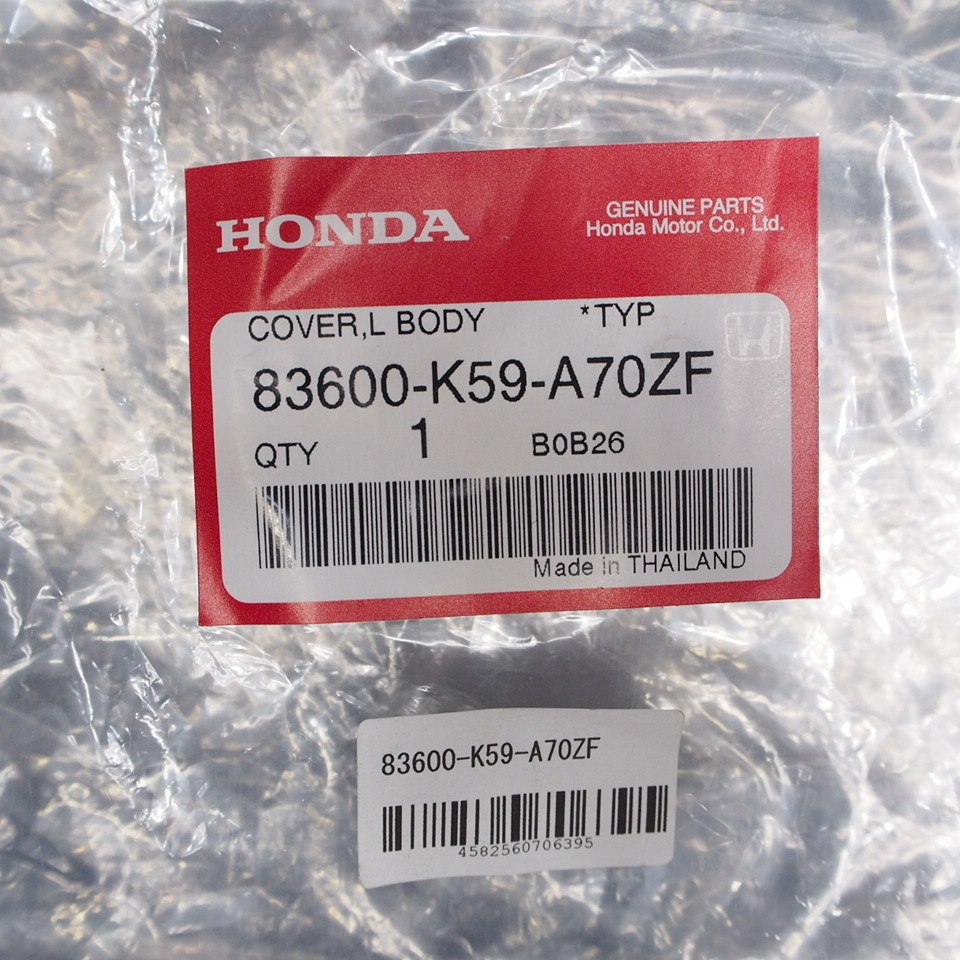 HONDA
GENUINE PARTS
Honda Motor Co., Ltd.
COVER,L BODY *TYP
83600-K59-A70ZF
QTY 1 B0B26
Made in THAILAND
83600-K59-A70ZF
4582560706395